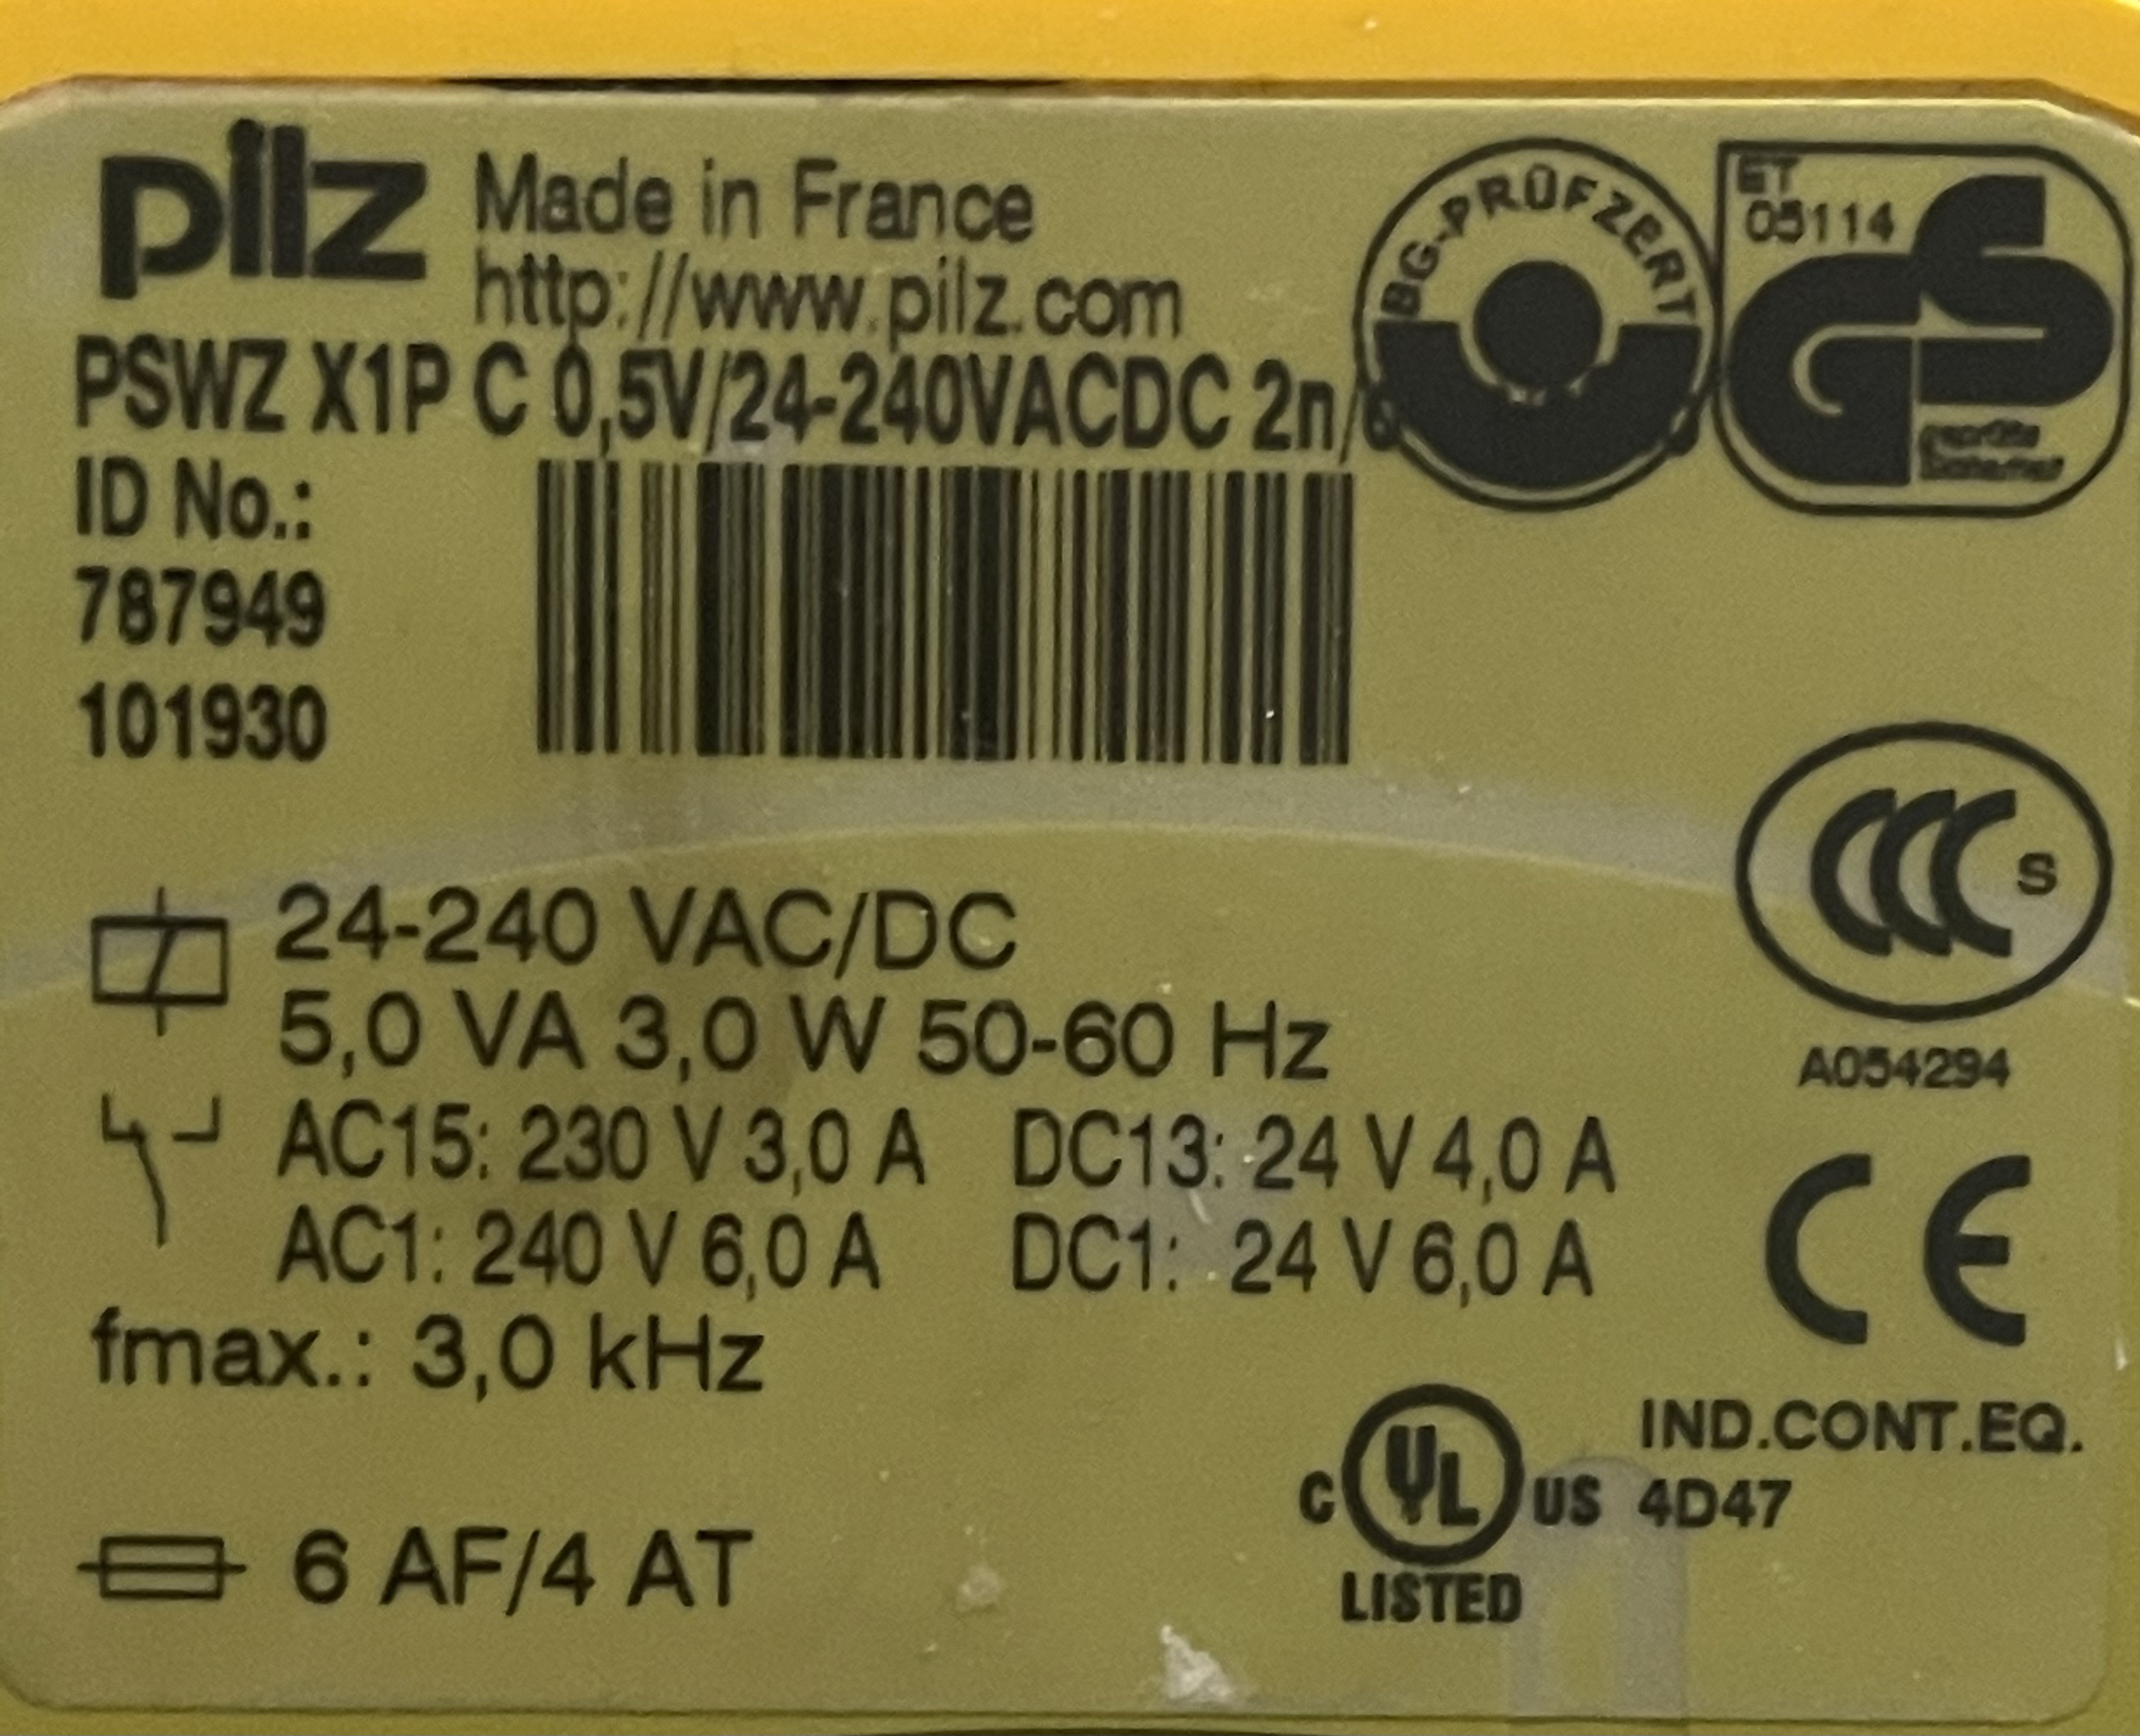 pilz Made in France
http://www.pilz.com
BG-PRÜFZERT
ET
05114
GS
PSWZ X1P C 0,5V/24-240VACDC 2n/
ID No.:
787949
101930
CCC S
A054294
24-240 VAC/DC
5,0 VA 3,0 W 50-60 Hz
AC15: 230 V 3,0 A DC13: 24 V 4,0 A
AC1: 240 V 6,0 A DC1: 24 V 6,0 A
fmax.: 3,0 kHz
CE
IND.CONT.EQ.
C UL US 4D47
LISTED
6 AF/4 AT